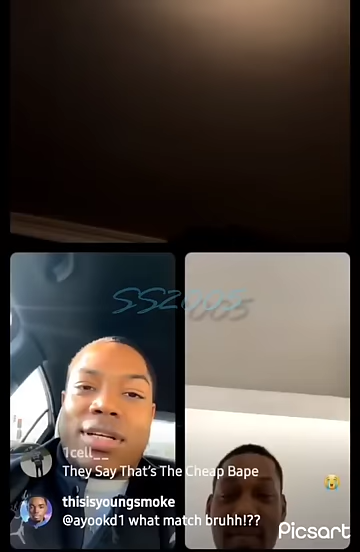 SS2005
1cell__
They Say That's The Cheap Bape
thisisyoungsmoke
@ayookd1 what match bruhh!??
Picsart